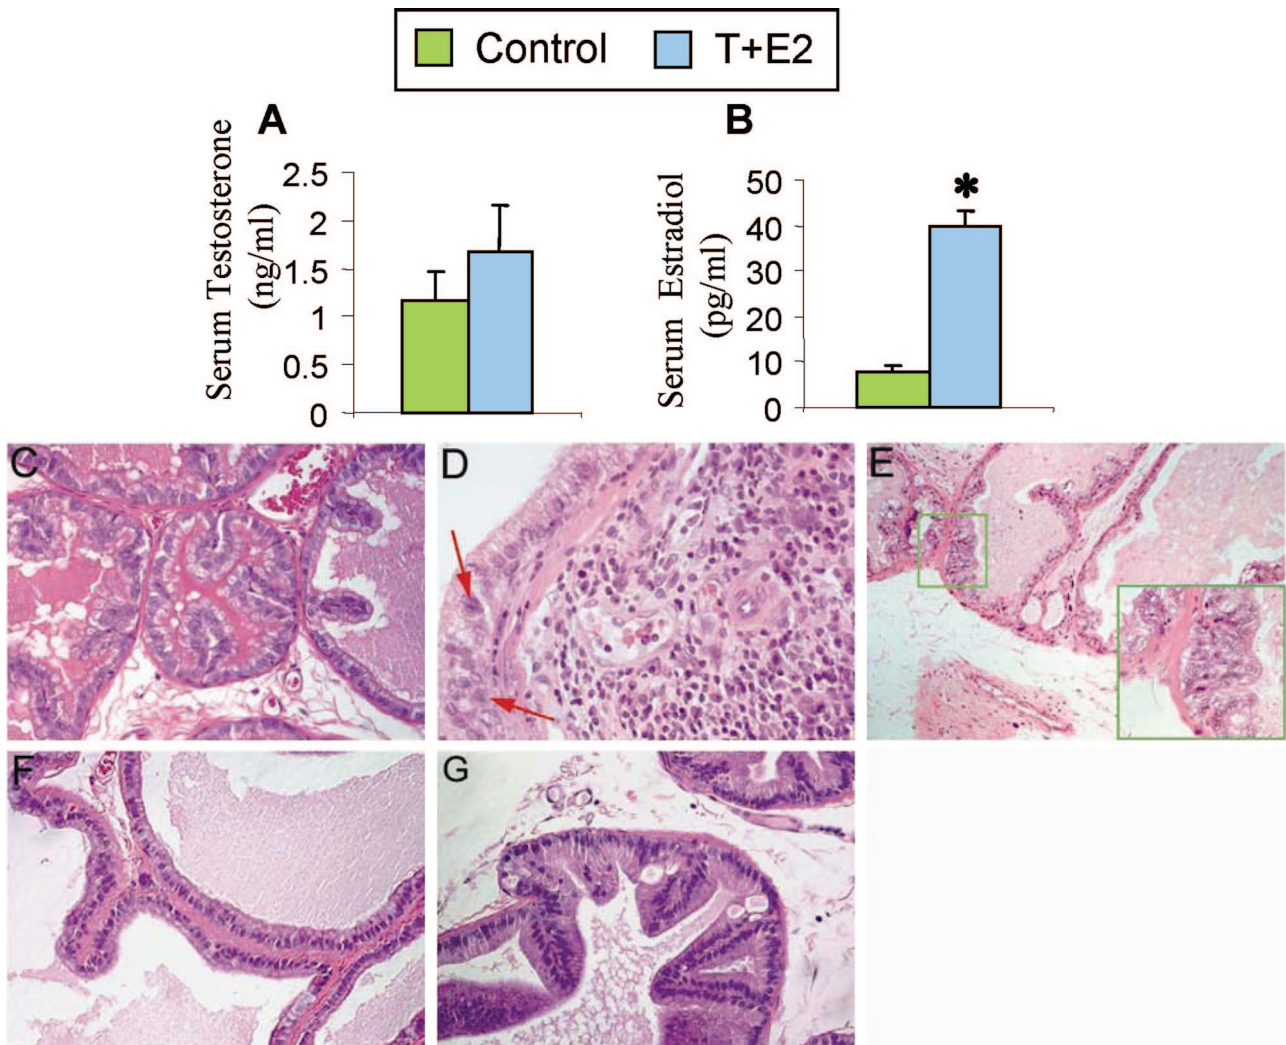 Control T+E2
A
B
Serum Testosterone
(ng/ml)
2.5
2
1.5
1
0.5
0
Serum Estradiol
(pg/ml)
50
40
30
20
10
0
*
C
D
E
F
G